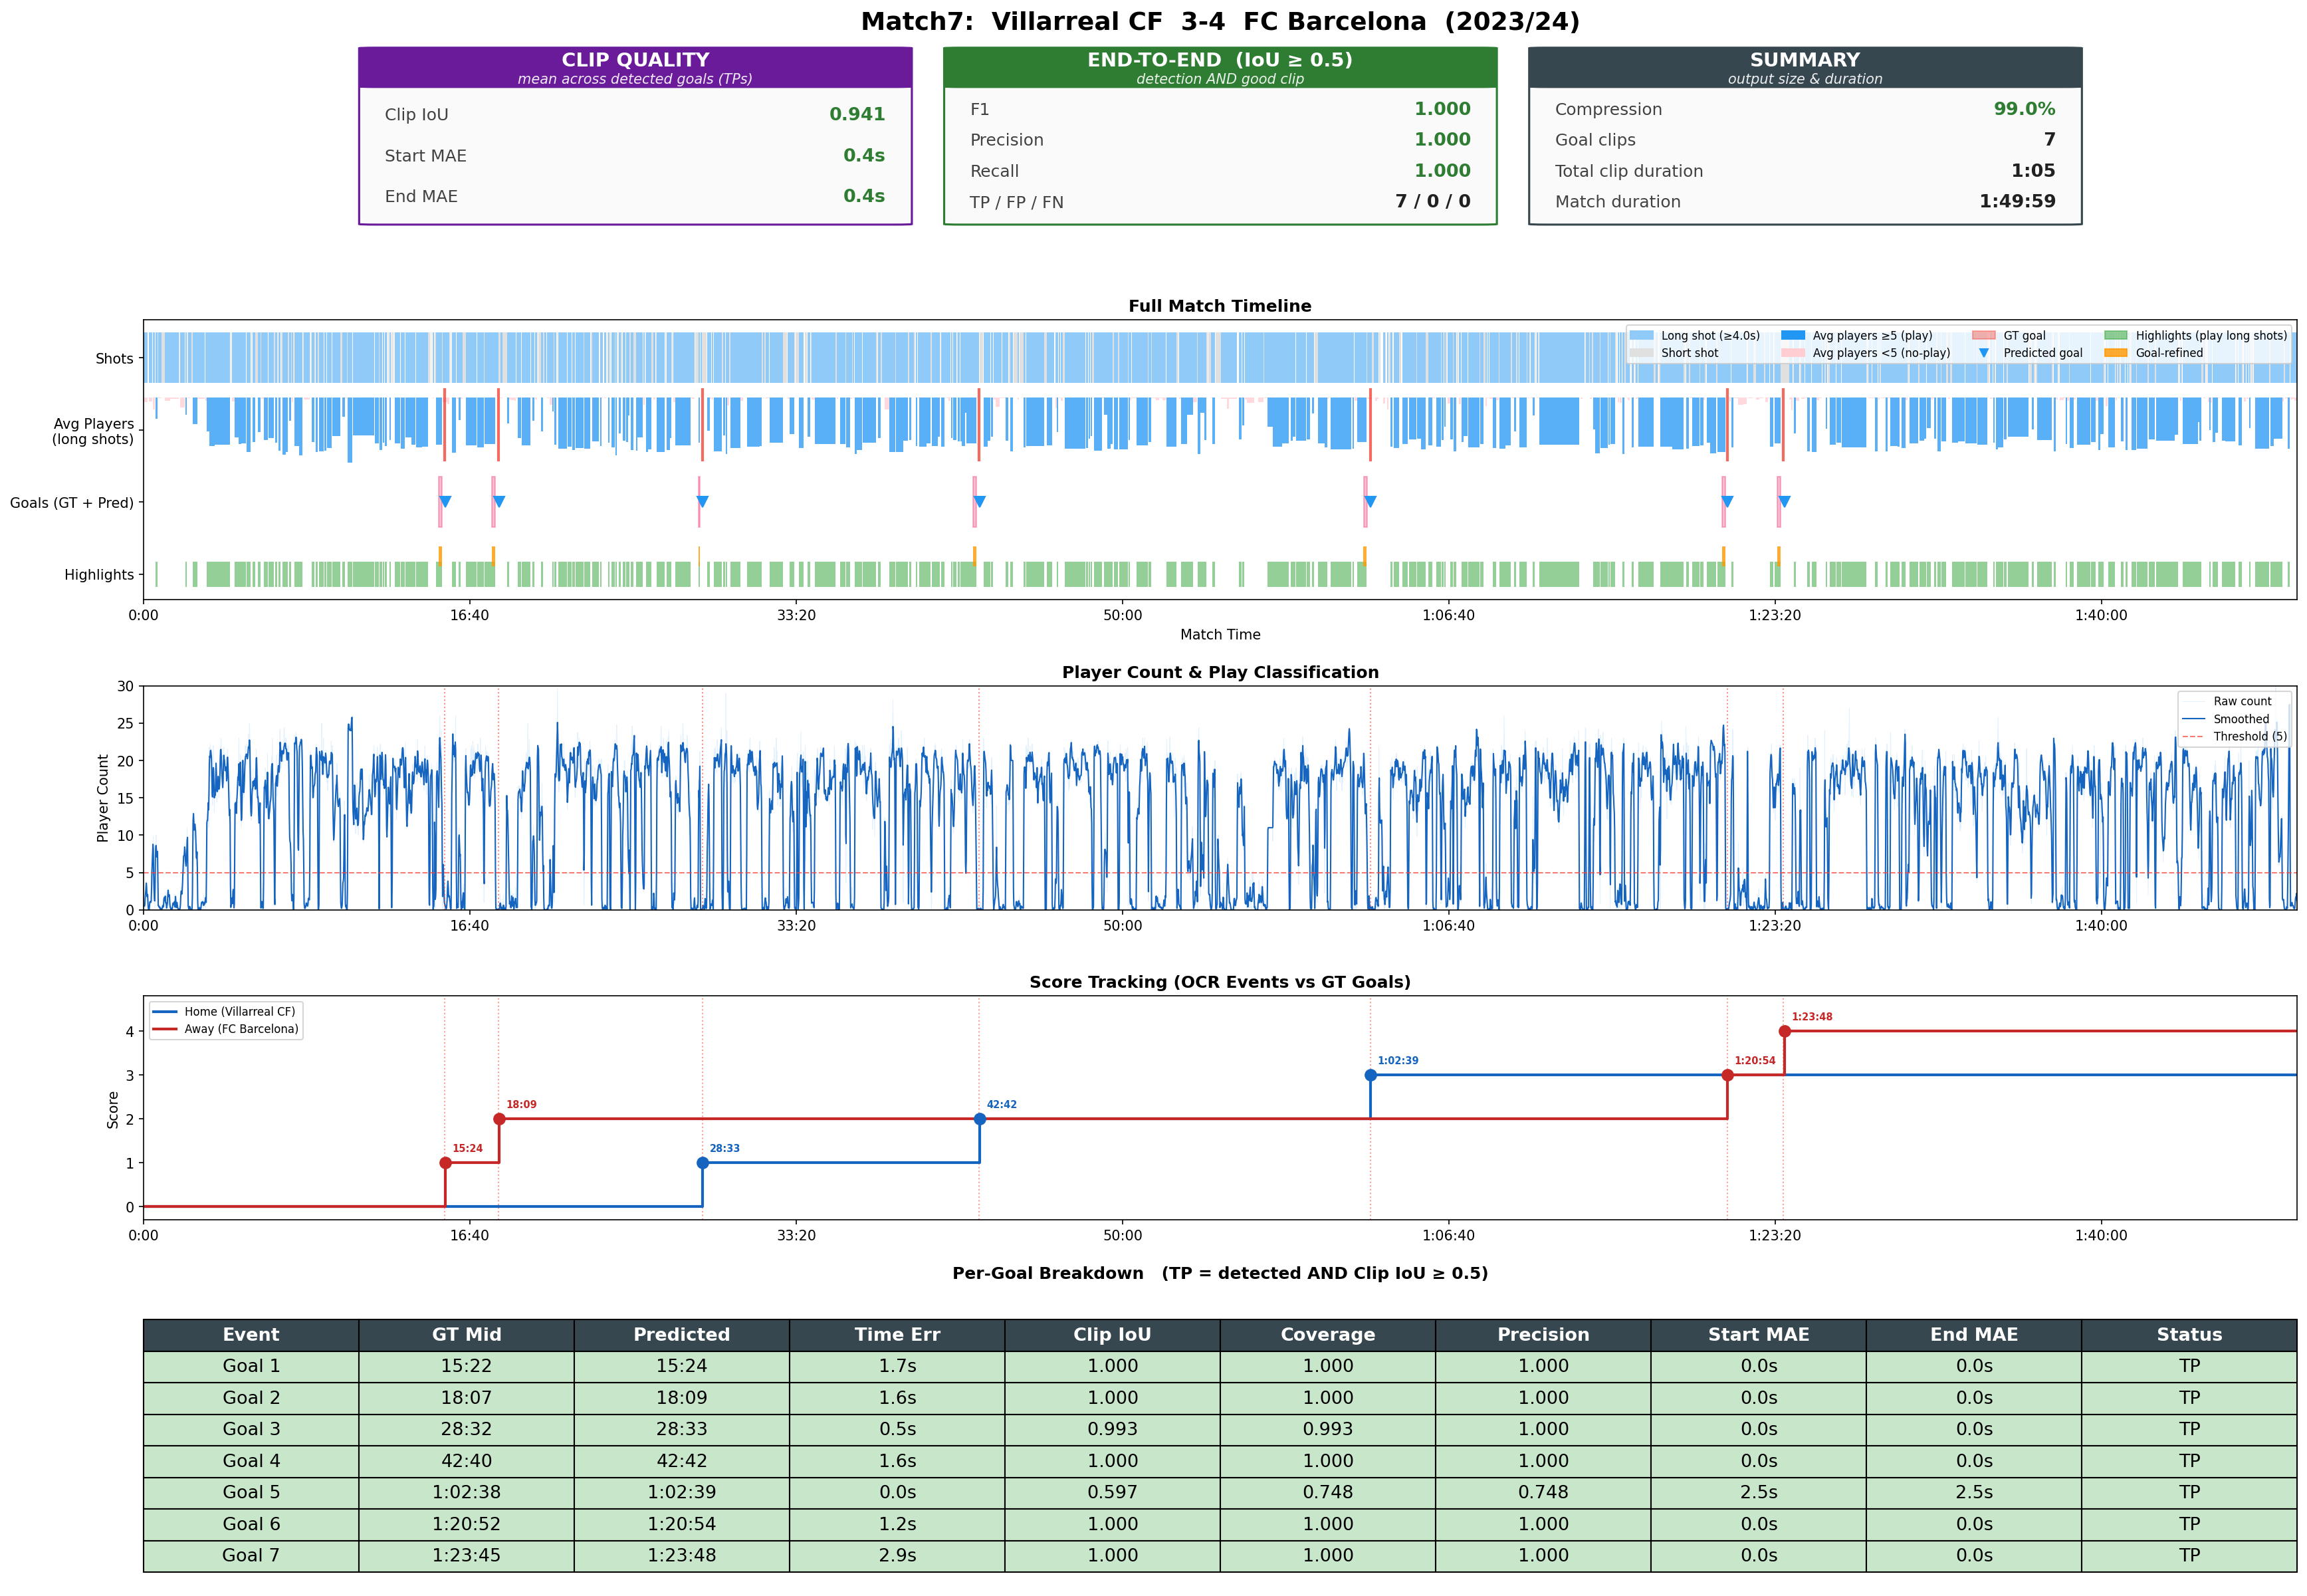 Match7:  Villarreal CF  3-4  FC Barcelona  (2023/24)
CLIP QUALITY
mean across detected goals (TPs)
Clip IoU 0.941
Start MAE 0.4s
End MAE 0.4s
END-TO-END  (IoU ≥ 0.5)
detection AND good clip
F1 1.000
Precision 1.000
Recall 1.000
TP / FP / FN 7 / 0 / 0
SUMMARY
output size & duration
Compression 99.0%
Goal clips 7
Total clip duration 1:05
Match duration 1:49:59
Full Match Timeline
Long shot (≥4.0s)
Short shot
Avg players ≥5 (play)
Avg players <5 (no-play)
GT goal
Predicted goal
Highlights (play long shots)
Goal-refined
Shots
Avg Players
(long shots)
Goals (GT + Pred)
Highlights
0:00 16:40 33:20 50:00 1:06:40 1:23:20 1:40:00
Match Time
Player Count & Play Classification
Raw count
Smoothed
Threshold (5)
Player Count
30
25
20
15
10
5
0
0:00 16:40 33:20 50:00 1:06:40 1:23:20 1:40:00
Score Tracking (OCR Events vs GT Goals)
Home (Villarreal CF)
Away (FC Barcelona)
Score
4
3
2
1
0
15:24
18:09
28:33
42:42
1:02:39
1:20:54
1:23:48
0:00 16:40 33:20 50:00 1:06:40 1:23:20 1:40:00
Per-Goal Breakdown   (TP = detected AND Clip IoU ≥ 0.5)
Event GT Mid Predicted Time Err Clip IoU Coverage Precision Start MAE End MAE Status
Goal 1 15:22 15:24 1.7s 1.000 1.000 1.000 0.0s 0.0s TP
Goal 2 18:07 18:09 1.6s 1.000 1.000 1.000 0.0s 0.0s TP
Goal 3 28:32 28:33 0.5s 0.993 0.993 1.000 0.0s 0.0s TP
Goal 4 42:40 42:42 1.6s 1.000 1.000 1.000 0.0s 0.0s TP
Goal 5 1:02:38 1:02:39 0.0s 0.597 0.748 0.748 2.5s 2.5s TP
Goal 6 1:20:52 1:20:54 1.2s 1.000 1.000 1.000 0.0s 0.0s TP
Goal 7 1:23:45 1:23:48 2.9s 1.000 1.000 1.000 0.0s 0.0s TP